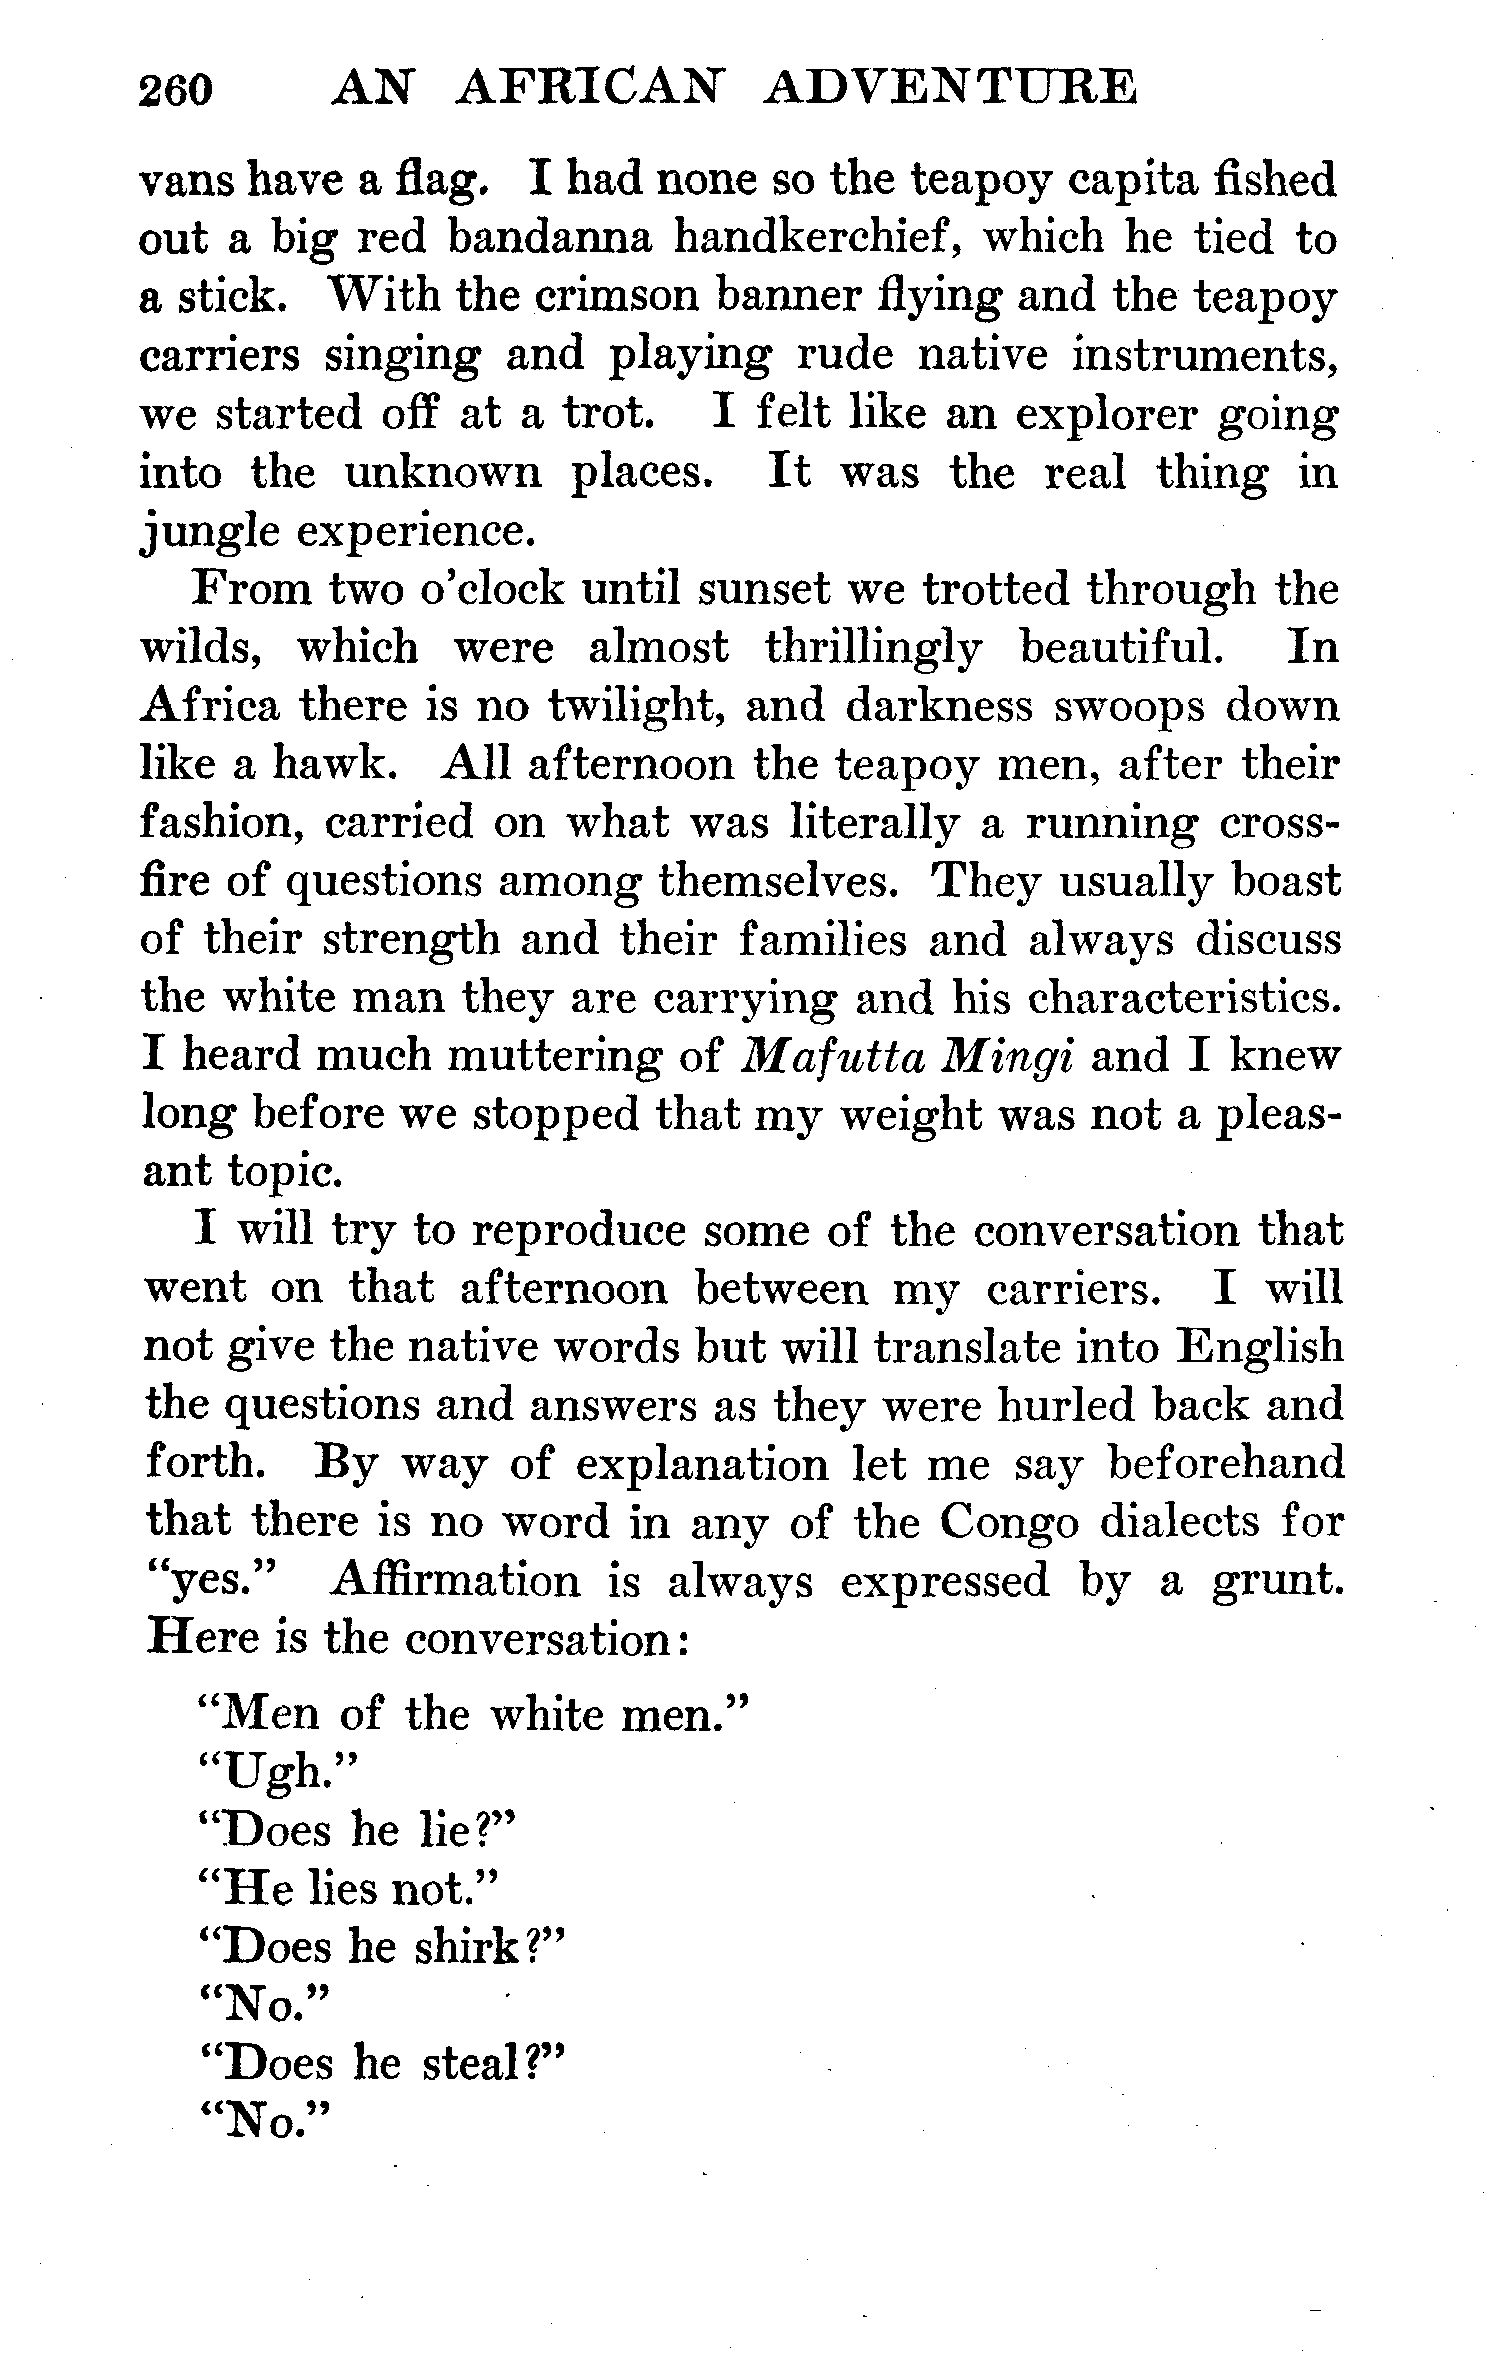 260 AN AFRICAN ADVENTURE
vans have a flag. I had none so the teapoy capita fished
out a big red bandanna handkerchief, which he tied to
a stick. With the crimson banner flying and the teapoy
carriers singing and playing rude native instruments,
we started off at a trot. I felt like an explorer going
into the unknown places. It was the real thing in
jungle experience.
From two o'clock until sunset we trotted through the
wilds, which were almost thrillingly beautiful. In
Africa there is no twilight, and darkness swoops down
like a hawk. All afternoon the teapoy men, after their
fashion, carried on what was literally a running cross-
fire of questions among themselves. They usually boast
of their strength and their families and always discuss
the white man they are carrying and his characteristics.
I heard much muttering of Mafutta Mingi and I knew
long before we stopped that my weight was not a pleas-
ant topic.
I will try to reproduce some of the conversation that
went on that afternoon between my carriers. I will
not give the native words but will translate into English
the questions and answers as they were hurled back and
forth. By way of explanation let me say beforehand
that there is no word in any of the Congo dialects for
"yes." Affirmation is always expressed by a grunt.
Here is the conversation:
"Men of the white men."
"Ugh."
"Does he lie?"
"He lies not."
"Does he shirk?"
"No."
"Does he steal?"
"No."